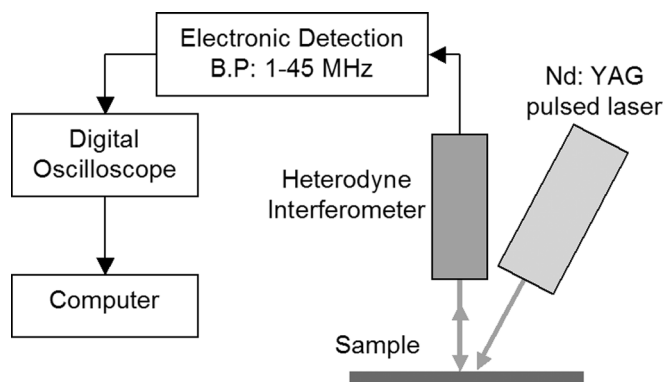 Electronic Detection
B.P: 1-45 MHz
Nd: YAG
pulsed laser
Digital
Oscilloscope
Heterodyne
Interferometer
Computer
Sample